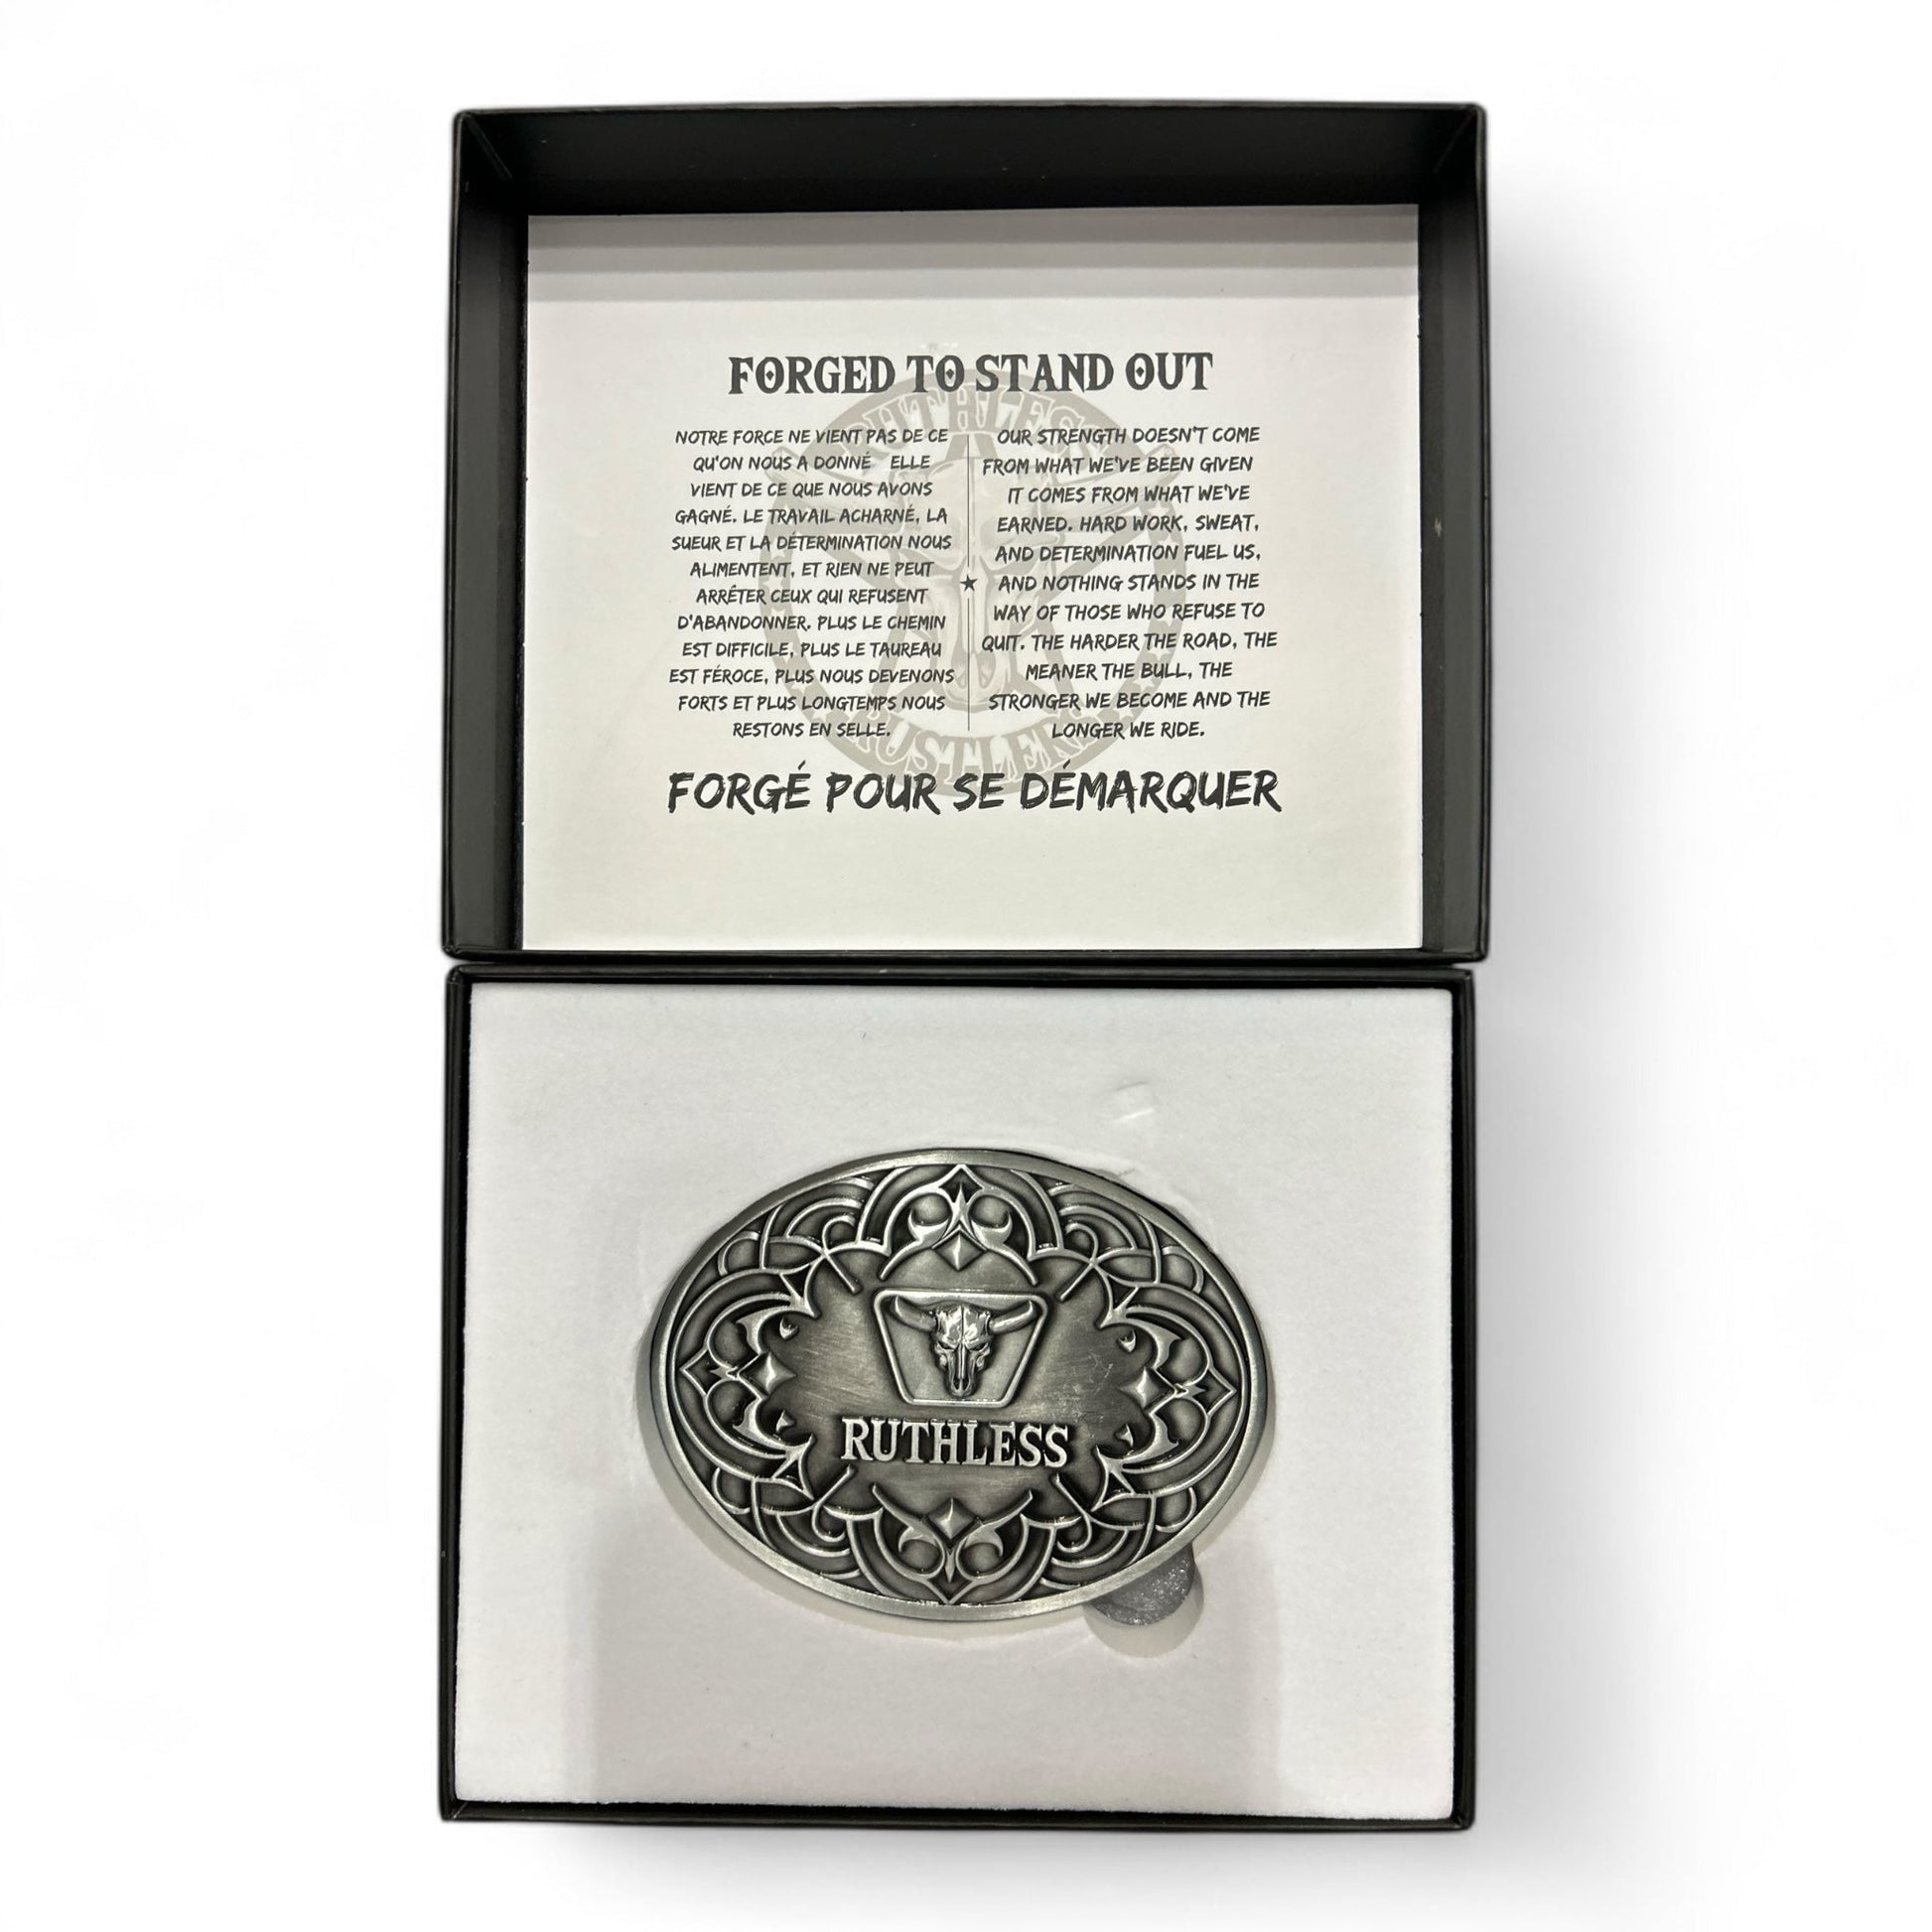 FORGED TO STAND OUT
NOTRE FORCE NE VIENT PAS DE CE
QU'ON NOUS A DONNÉ ELLE
VIENT DE CE QUE NOUS AVONS
GAGNÉ. LE TRAVAIL ACHARNÉ, LA
SUEUR ET LA DÉTERMINATION NOUS
ALIMENTENT, ET RIEN NE PEUT
ARRÊTER CEUX QUI REFUSENT
D'ABANDONNER. PLUS LE CHEMIN
EST DIFFICILE, PLUS LE TAUREAU
EST FÉROCE, PLUS NOUS DEVENONS
FORTS ET PLUS LONGTEMPS NOUS
RESTONS EN SELLE.
OUR STRENGTH DOESN'T COME
FROM WHAT WE'VE BEEN GIVEN
IT COMES FROM WHAT WE'VE
EARNED. HARD WORK, SWEAT,
AND DETERMINATION FUEL US,
AND NOTHING STANDS IN THE
WAY OF THOSE WHO REFUSE TO
QUIT. THE HARDER THE ROAD, THE
MEANER THE BULL, THE
STRONGER WE BECOME AND THE
LONGER WE RIDE.
RUTHLESS
RUSTLERS
FORGÉ POUR SE DÉMARQUER
RUTHLESS